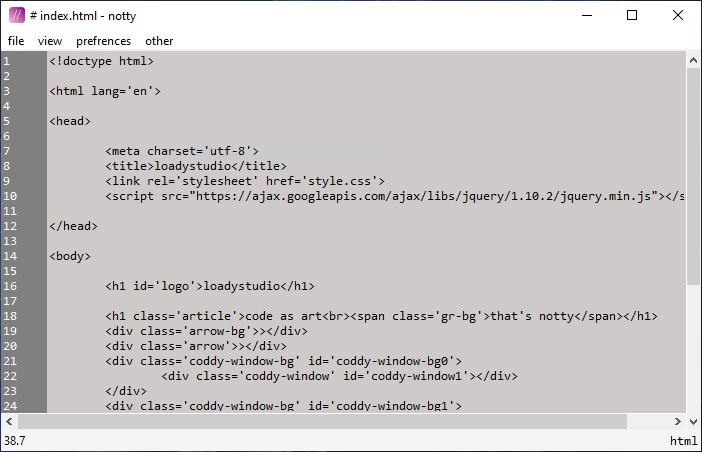 # index.html - notty
file view prefrences other
1 <!doctype html>
2
3 <html lang='en'>
4
5 <head>
6
7 <meta charset='utf-8'>
8 <title>loadystudio</title>
9 <link rel='stylesheet' href='style.css'>
10 <script src="https://ajax.googleapis.com/ajax/libs/jquery/1.10.2/jquery.min.js"></s
11
12 </head>
13
14 <body>
15
16 <h1 id='logo'>loadystudio</h1>
17
18 <h1 class='article'>code as art<br><span class='gr-bg'>that's notty</span></h1>
19 <div class='arrow-bg'>></div>
20 <div class='arrow'>></div>
21 <div class='coddy-window-bg' id='coddy-window-bg0'>
22 <div class='coddy-window' id='coddy-window1'></div>
23 </div>
24 <div class='coddy-window-bg' id='coddy-window-bg1'>
38.7 html